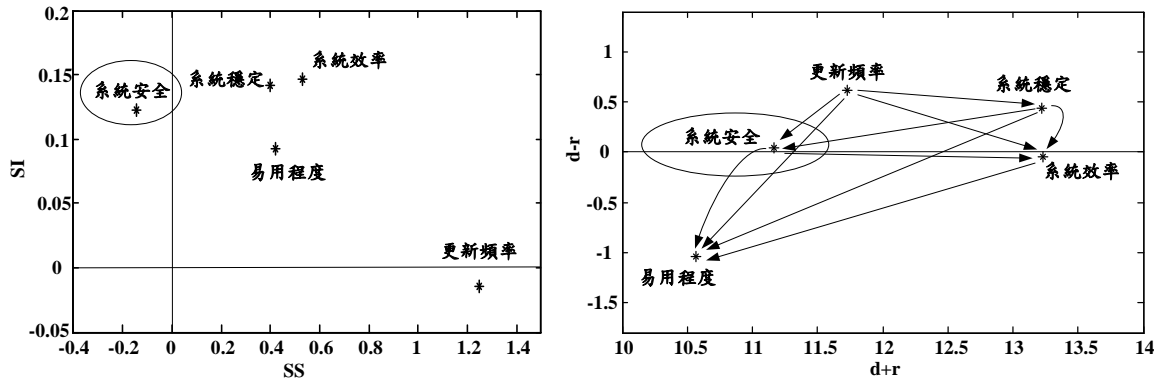 0.2
0.15
0.1
0.05
0
-0.05
SI
系統安全
系統穩定
系統效率
易用程度
更新頻率
-0.4
-0.2
0
0.2
0.4
0.6
0.8
1
1.2
1.4
SS
1
0.5
0
-0.5
-1
-1.5
d-r
更新頻率
系統穩定
系統安全
系統效率
易用程度
10
10.5
11
11.5
12
12.5
13
13.5
14
d+r